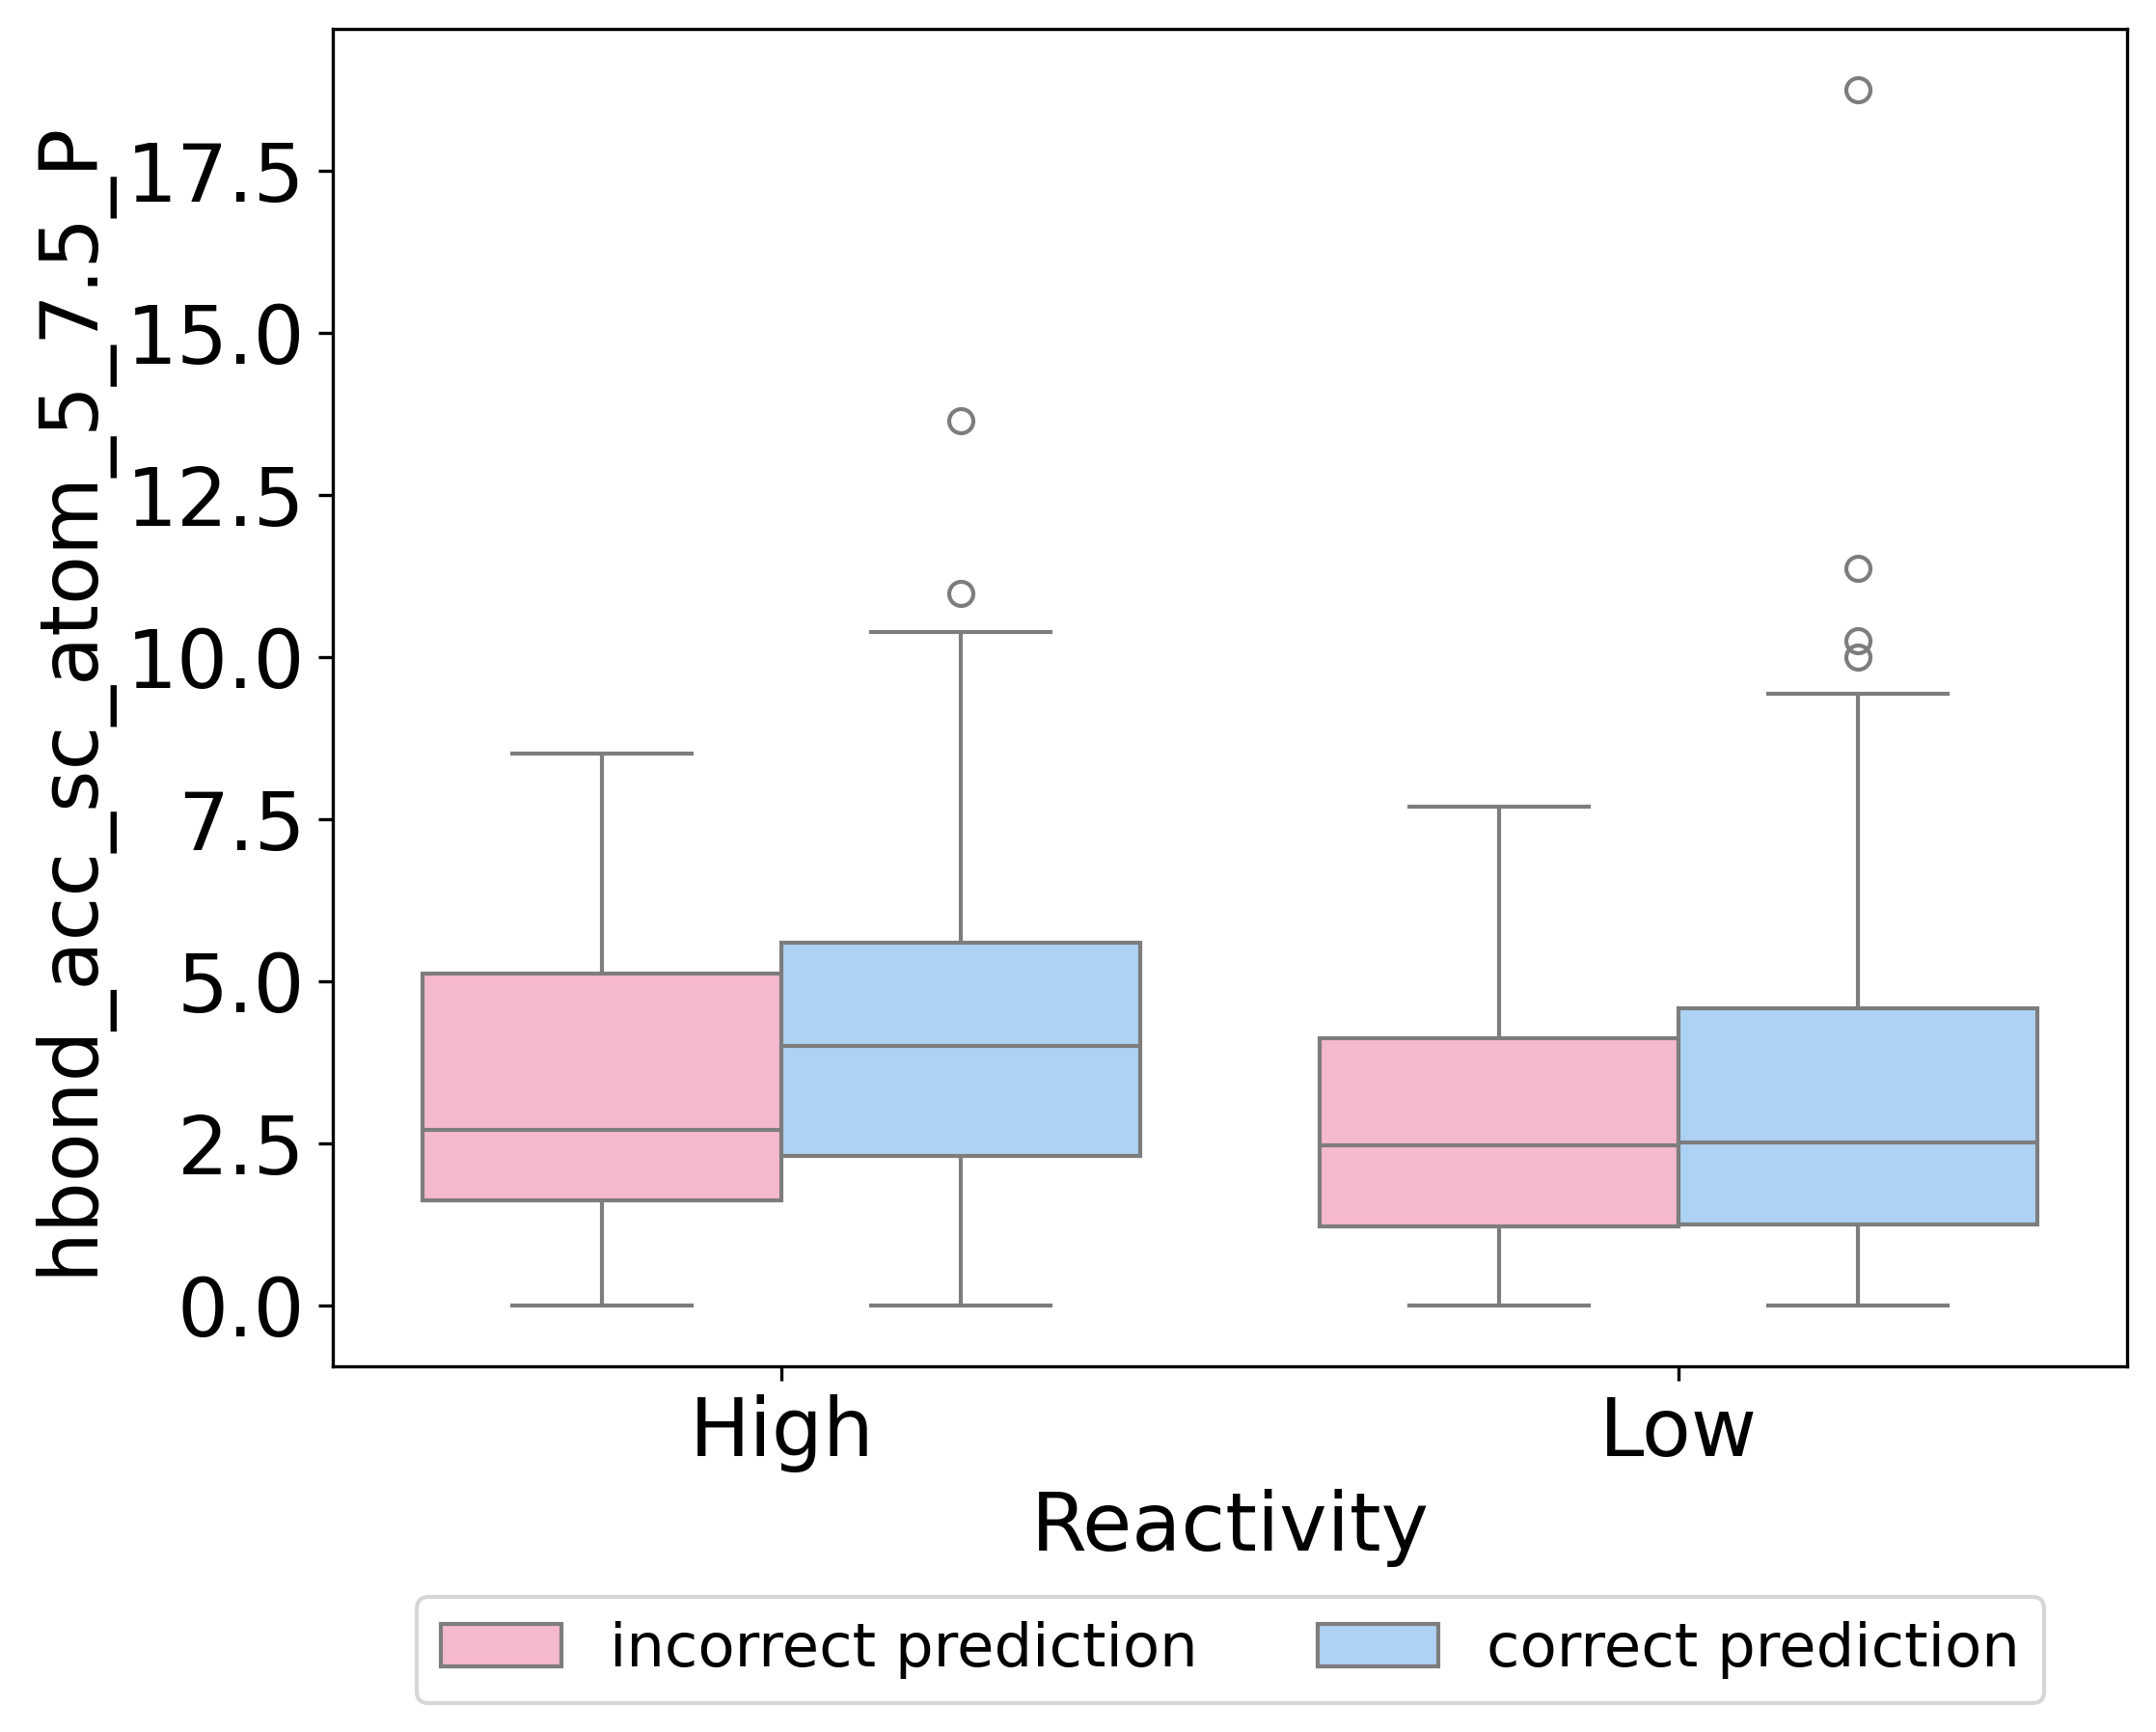 hbond_acc_sc_atom_5_7.5_P
17.5
15.0
12.5
10.0
7.5
5.0
2.5
0.0
High
Low
Reactivity
incorrect prediction
correct prediction